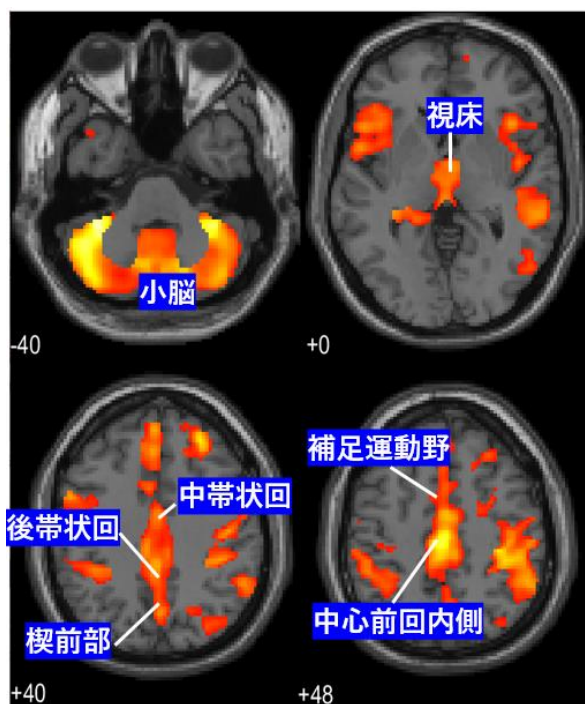 視床
小脳
-40
+0
補足運動野
中帯状回
後帯状回
中心前回内側
楔前部
+40
+48